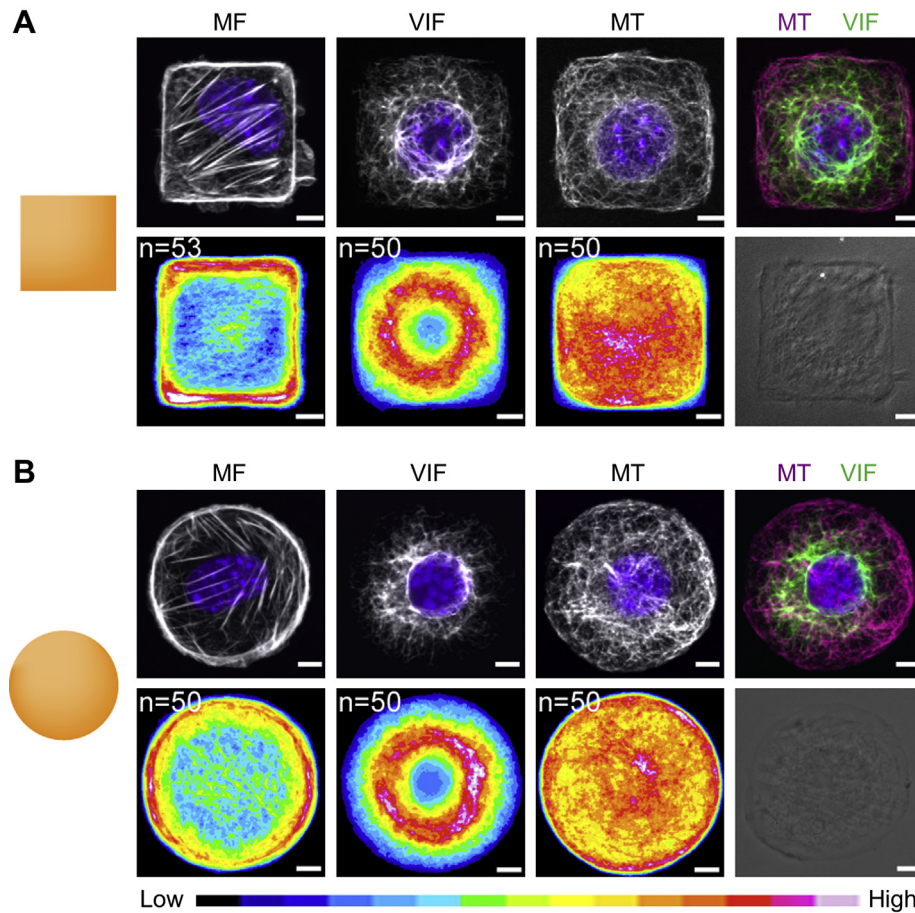 A
MF VIF MT MT VIF
n=53 n=50 n=50
B
MF VIF MT MT VIF
n=50 n=50 n=50
Low High